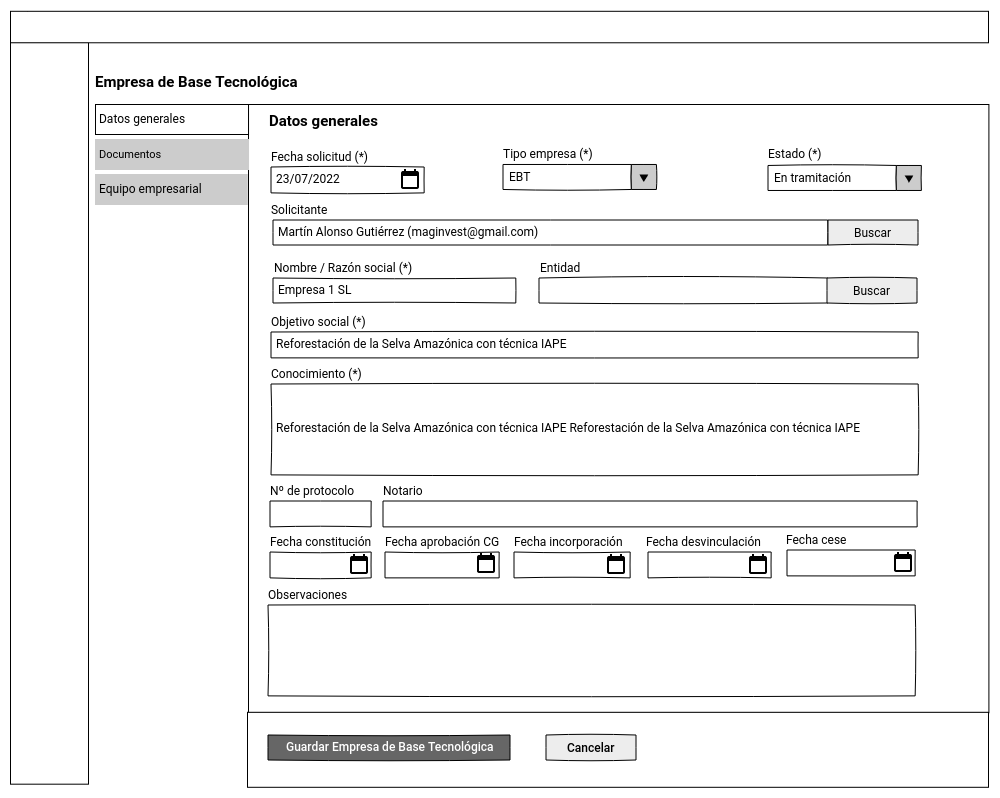 Empresa de Base Tecnológica
Datos generales
Documentos
Equipo empresarial
Datos generales
Fecha solicitud (*)
Tipo empresa (*)
Estado (*)
23/07/2022
EBT
En tramitación
Solicitante
Martín Alonso Gutiérrez (maginvest@gmail.com)
Buscar
Nombre / Razón social (*)
Entidad
Empresa 1 SL
Buscar
Objetivo social (*)
Reforestación de la Selva Amazónica con técnica IAPE
Conocimiento (*)
Reforestación de la Selva Amazónica con técnica IAPE Reforestación de la Selva Amazónica con técnica IAPE
Nº de protocolo
Notario
Fecha constitución
Fecha aprobación CG
Fecha incorporación
Fecha desvinculación
Fecha cese
Observaciones
Guardar Empresa de Base Tecnológica
Cancelar